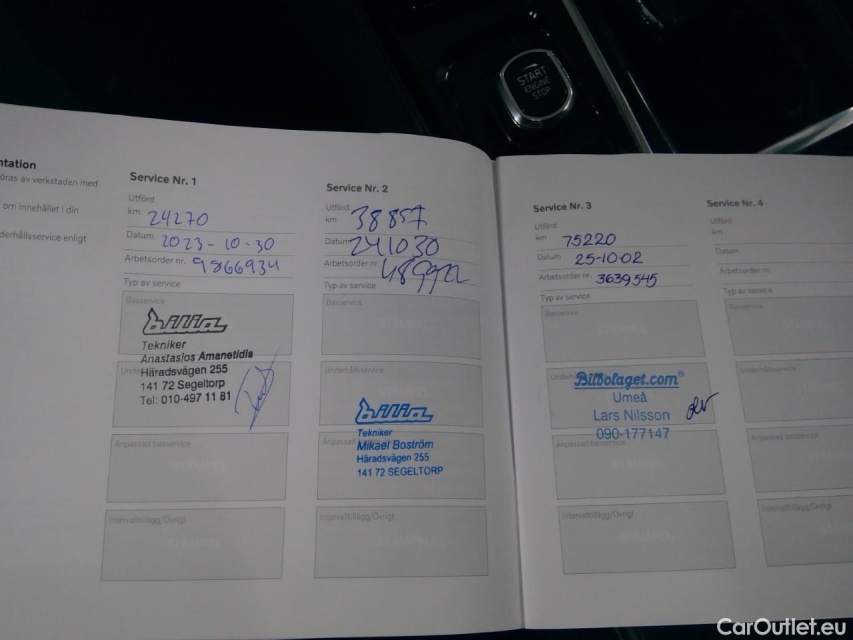 START
ENGINE
STOP
ntation
öras av verkstaden med
om innehållet i din
derhållsservice enligt
Service Nr. 1
Utförd
km 24270
Datum 2023-10-30
Arbetsorder nr. 9866934
Typ av service
Basservice
billia
Tekniker
Anastasios Amanetidis
Häradsvägen 255
141 72 Segeltorp
Tel: 010-497 11 81
Anpassad basservice
Intervalltillägg/Övrigt
Service Nr. 2
Utförd
km 38857
Datum 241030
Arbetsorder nr.
Typ av service
Basservice
Underhållsservice
bilia
Tekniker
Mikael Boström
Häradsvägen 255
141 72 SEGELTORP
Intervalltillägg/Övrigt
Service Nr. 3
Utförd
km 75220
Datum 25-10-02
Arbetsorder nr. 3639545
Typ av service
Basservice
Bilbolaget.com®
Umeå
Lars Nilsson
090-177147
Anpassad basservice
Intervalltillägg/Övrigt
Service Nr. 4
Utförd
km
Datum
Arbetsorder nr.
Typ av service
Basservice
Underhållsservice
Anpassad basservice
Intervalltillägg/Övrigt
CarOutlet.eu